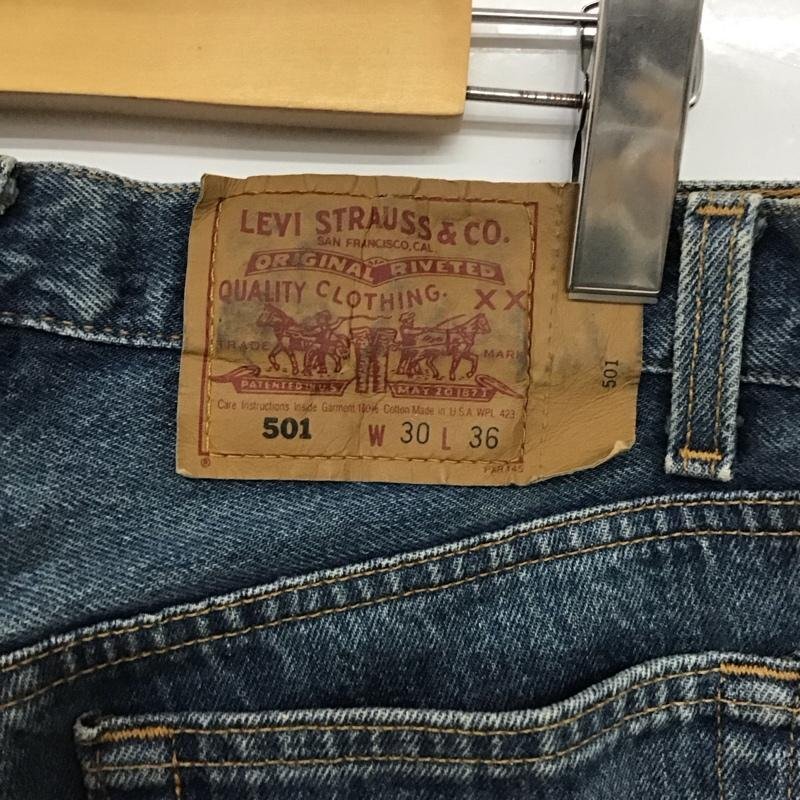 LEVI STRAUSS & CO.
SAN FRANCISCO, CAL.
ORIGINAL RIVETED
QUALITY CLOTHING. XX
TRADE MARK
PATENTED IN U.S. MAY 20 1873
Care Instructions Inside Garment 100% Cotton Made in U.S.A. WPL 423
501 W 30 L 36
®
501